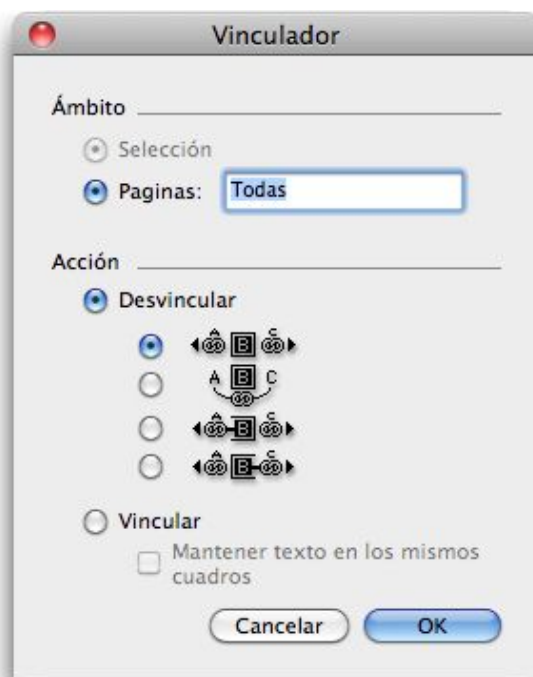 Vinculador
Ámbito
Selección
Paginas: Todas
Acción
Desvincular
A B C
A B C
A B C
A B C
Vincular
Mantener texto en los mismos
cuadros
Cancelar OK